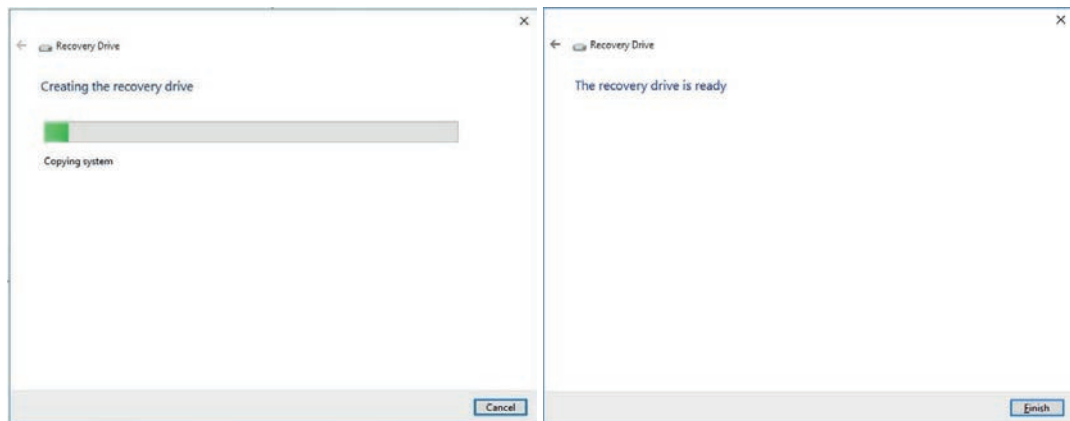 Recovery Drive
Creating the recovery drive
Copying system
Cancel
Recovery Drive
The recovery drive is ready
Finish